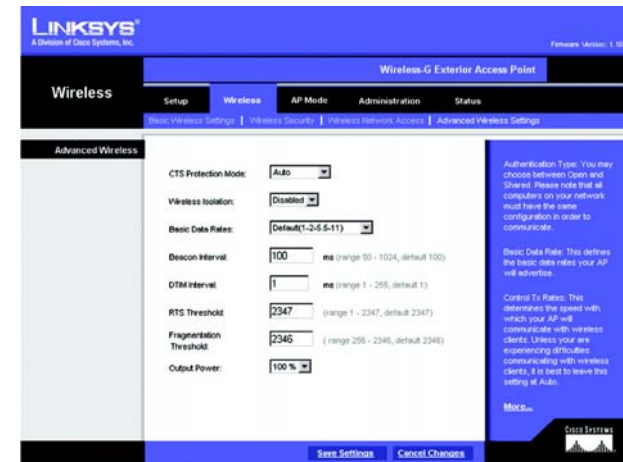 LINKSYS®
A Division of Cisco Systems, Inc.
Firmware Version: 1.10
Wireless-G Exterior Access Point
Wireless
Setup Wireless AP Mode Administration Status
Basic Wireless Settings | Wireless Security | Wireless Network Access | Advanced Wireless Settings
Advanced Wireless
CTS Protection Mode: Auto
Wireless Isolation: Disabled
Basic Data Rates: Default(1-2-5.5-11)
Beacon Interval: 100 ms (range 50 - 1024, default 100)
DTIM Interval: 1 ms (range 1 - 255, default 1)
RTS Threshold: 2347 (range 1 - 2347, default 2347)
Fragmentation
Threshold: 2346 ( range 256 - 2346, default 2346)
Output Power: 100 %
Authentication Type: You may
choose between Open and
Shared. Please note that all
computers on your network
must have the same
configuration in order to
communicate.
Basic Data Rate: This defines
the basic data rates your AP
will advertise.
Control Tx Rates: This
determines the speed with
which your AP will
communicate with wireless
clients. Unless your are
experiencing difficulties
communicating with wireless
clients, it is best to leave this
setting at Auto.
More...
Save Settings Cancel Changes
CISCO SYSTEMS